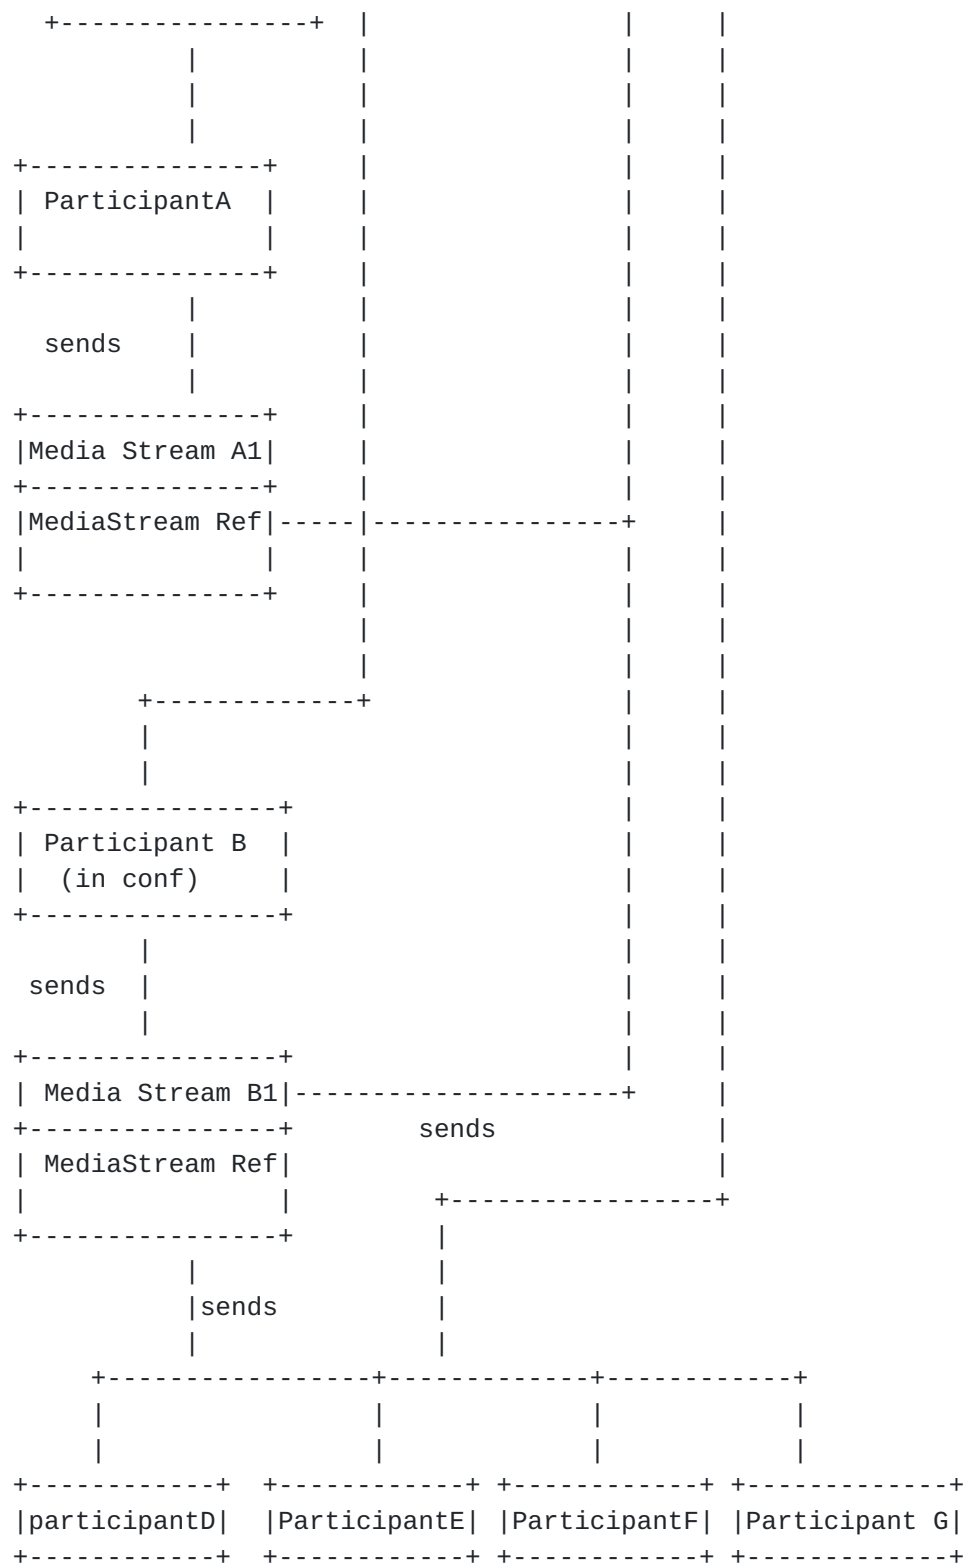 ParticipantA
sends
Media Stream A1
MediaStream Ref
Participant B
(in conf)
sends
Media Stream B1
sends
MediaStream Ref
sends
participantD ParticipantE ParticipantF Participant G